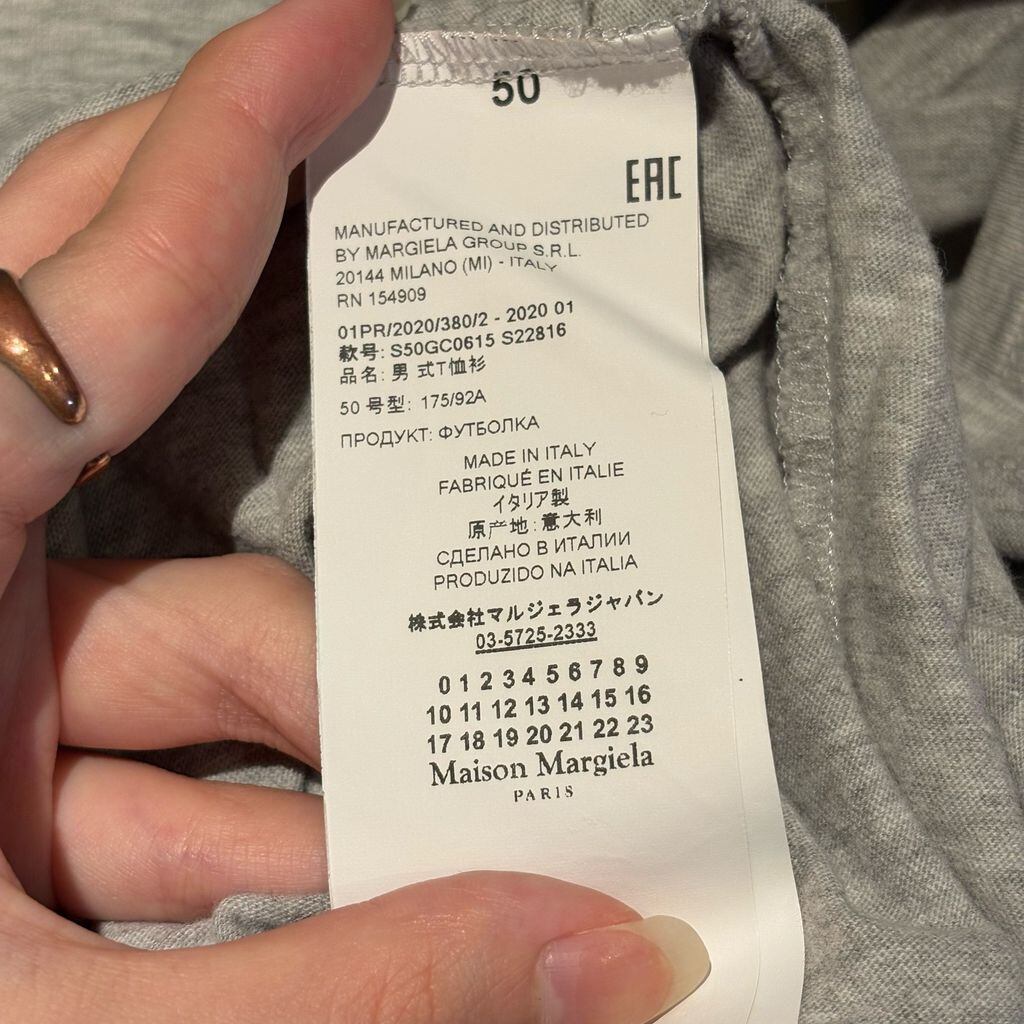 50
EAC
MANUFACTURED AND DISTRIBUTED
BY MARGIELA GROUP S.R.L.
20144 MILANO (MI) - ITALY
RN 154909
01PR/2020/380/2 - 2020 01
款号: S50GC0615 S22816
品名: 男 式T恤衫
50 号型: 175/92A
ПРОДУКТ: ФУТБОЛКА
MADE IN ITALY
FABRIQUÉ EN ITALIE
イタリア製
原产地: 意大利
СДЕЛАНО В ИТАЛИИ
PRODUZIDO NA ITALIA
株式会社マルジェラジャパン
03-5725-2333
0 1 2 3 4 5 6 7 8 9
10 11 12 13 14 15 16
17 18 19 20 21 22 23
Maison Margiela
PARIS